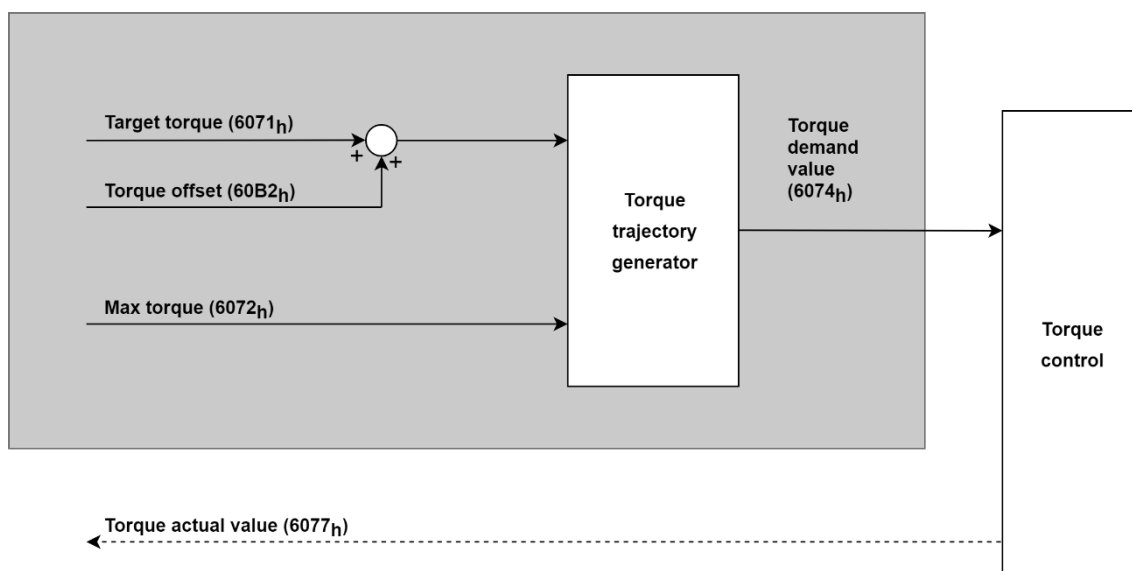 Target torque (6071h)
+
+
Torque offset (60B2h)
Max torque (6072h)
Torque
trajectory
generator
Torque
demand
value
(6074h)
Torque
control
Torque actual value (6077h)